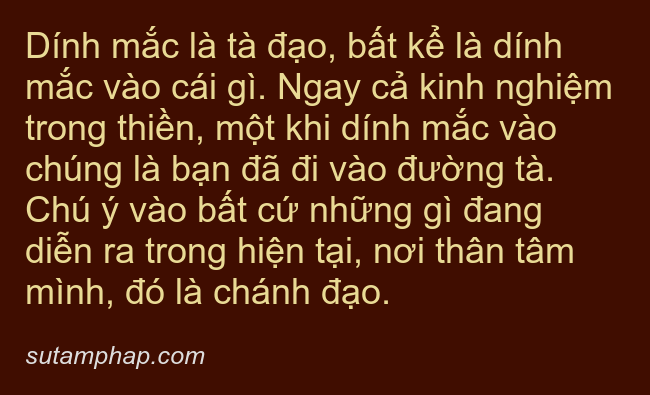 Dính mắc là tà đạo, bất kể là dính
mắc vào cái gì. Ngay cả kinh nghiệm
trong thiền, một khi dính mắc vào
chúng là bạn đã đi vào đường tà.
Chú ý vào bất cứ những gì đang
diễn ra trong hiện tại, nơi thân tâm
mình, đó là chánh đạo.
sutamphap.com